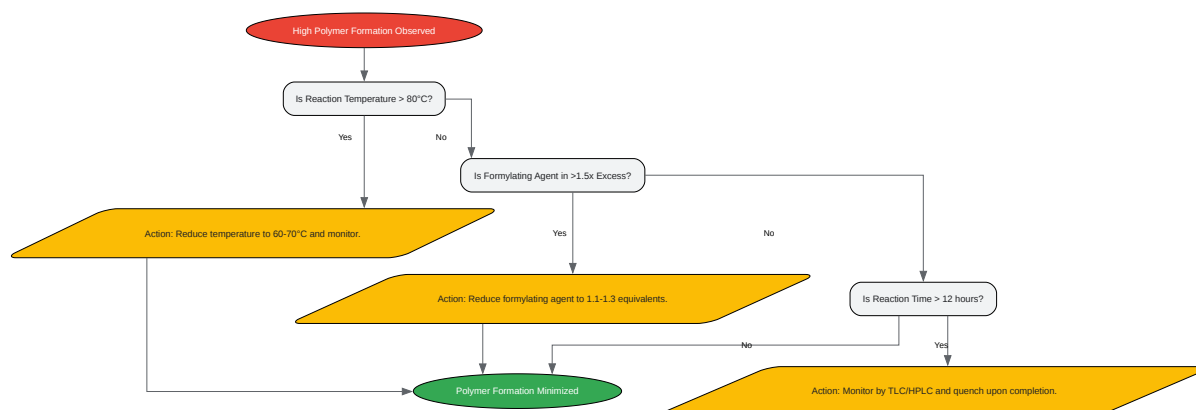 High Polymer Formation Observed
Is Reaction Temperature > 80°C?
Yes
No
Is Formylating Agent in >1.5x Excess?
Action: Reduce temperature to 60-70°C and monitor.
Yes
No
Action: Reduce formylating agent to 1.1-1.3 equivalents.
Is Reaction Time > 12 hours?
No
Yes
Polymer Formation Minimized
Action: Monitor by TLC/HPLC and quench upon completion.